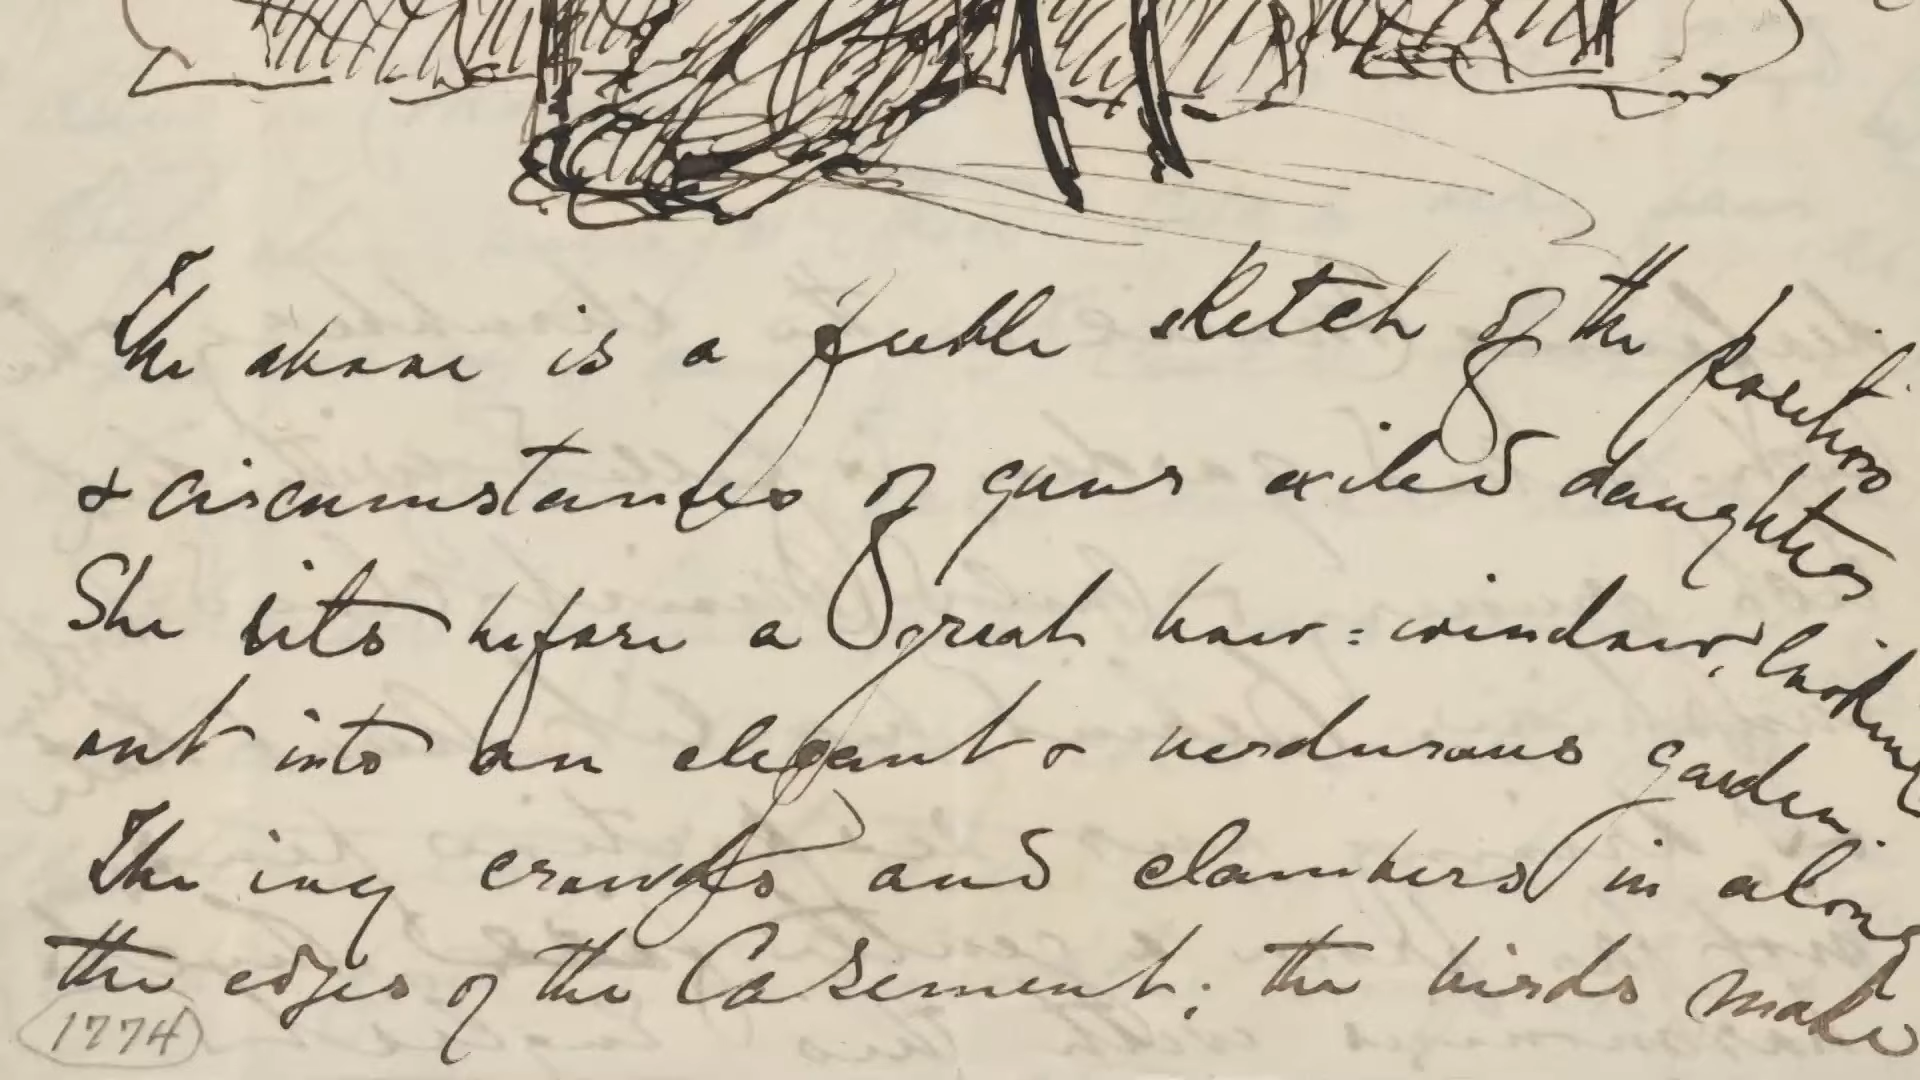 The above is a feeble sketch of the position
& circumstances of your exiled daughter
She sits before a great bow=window, looking
out into an elegant & verdurous garden.
The ivy crowds and clambers in along
the edges of the Casement; the birds make
1774